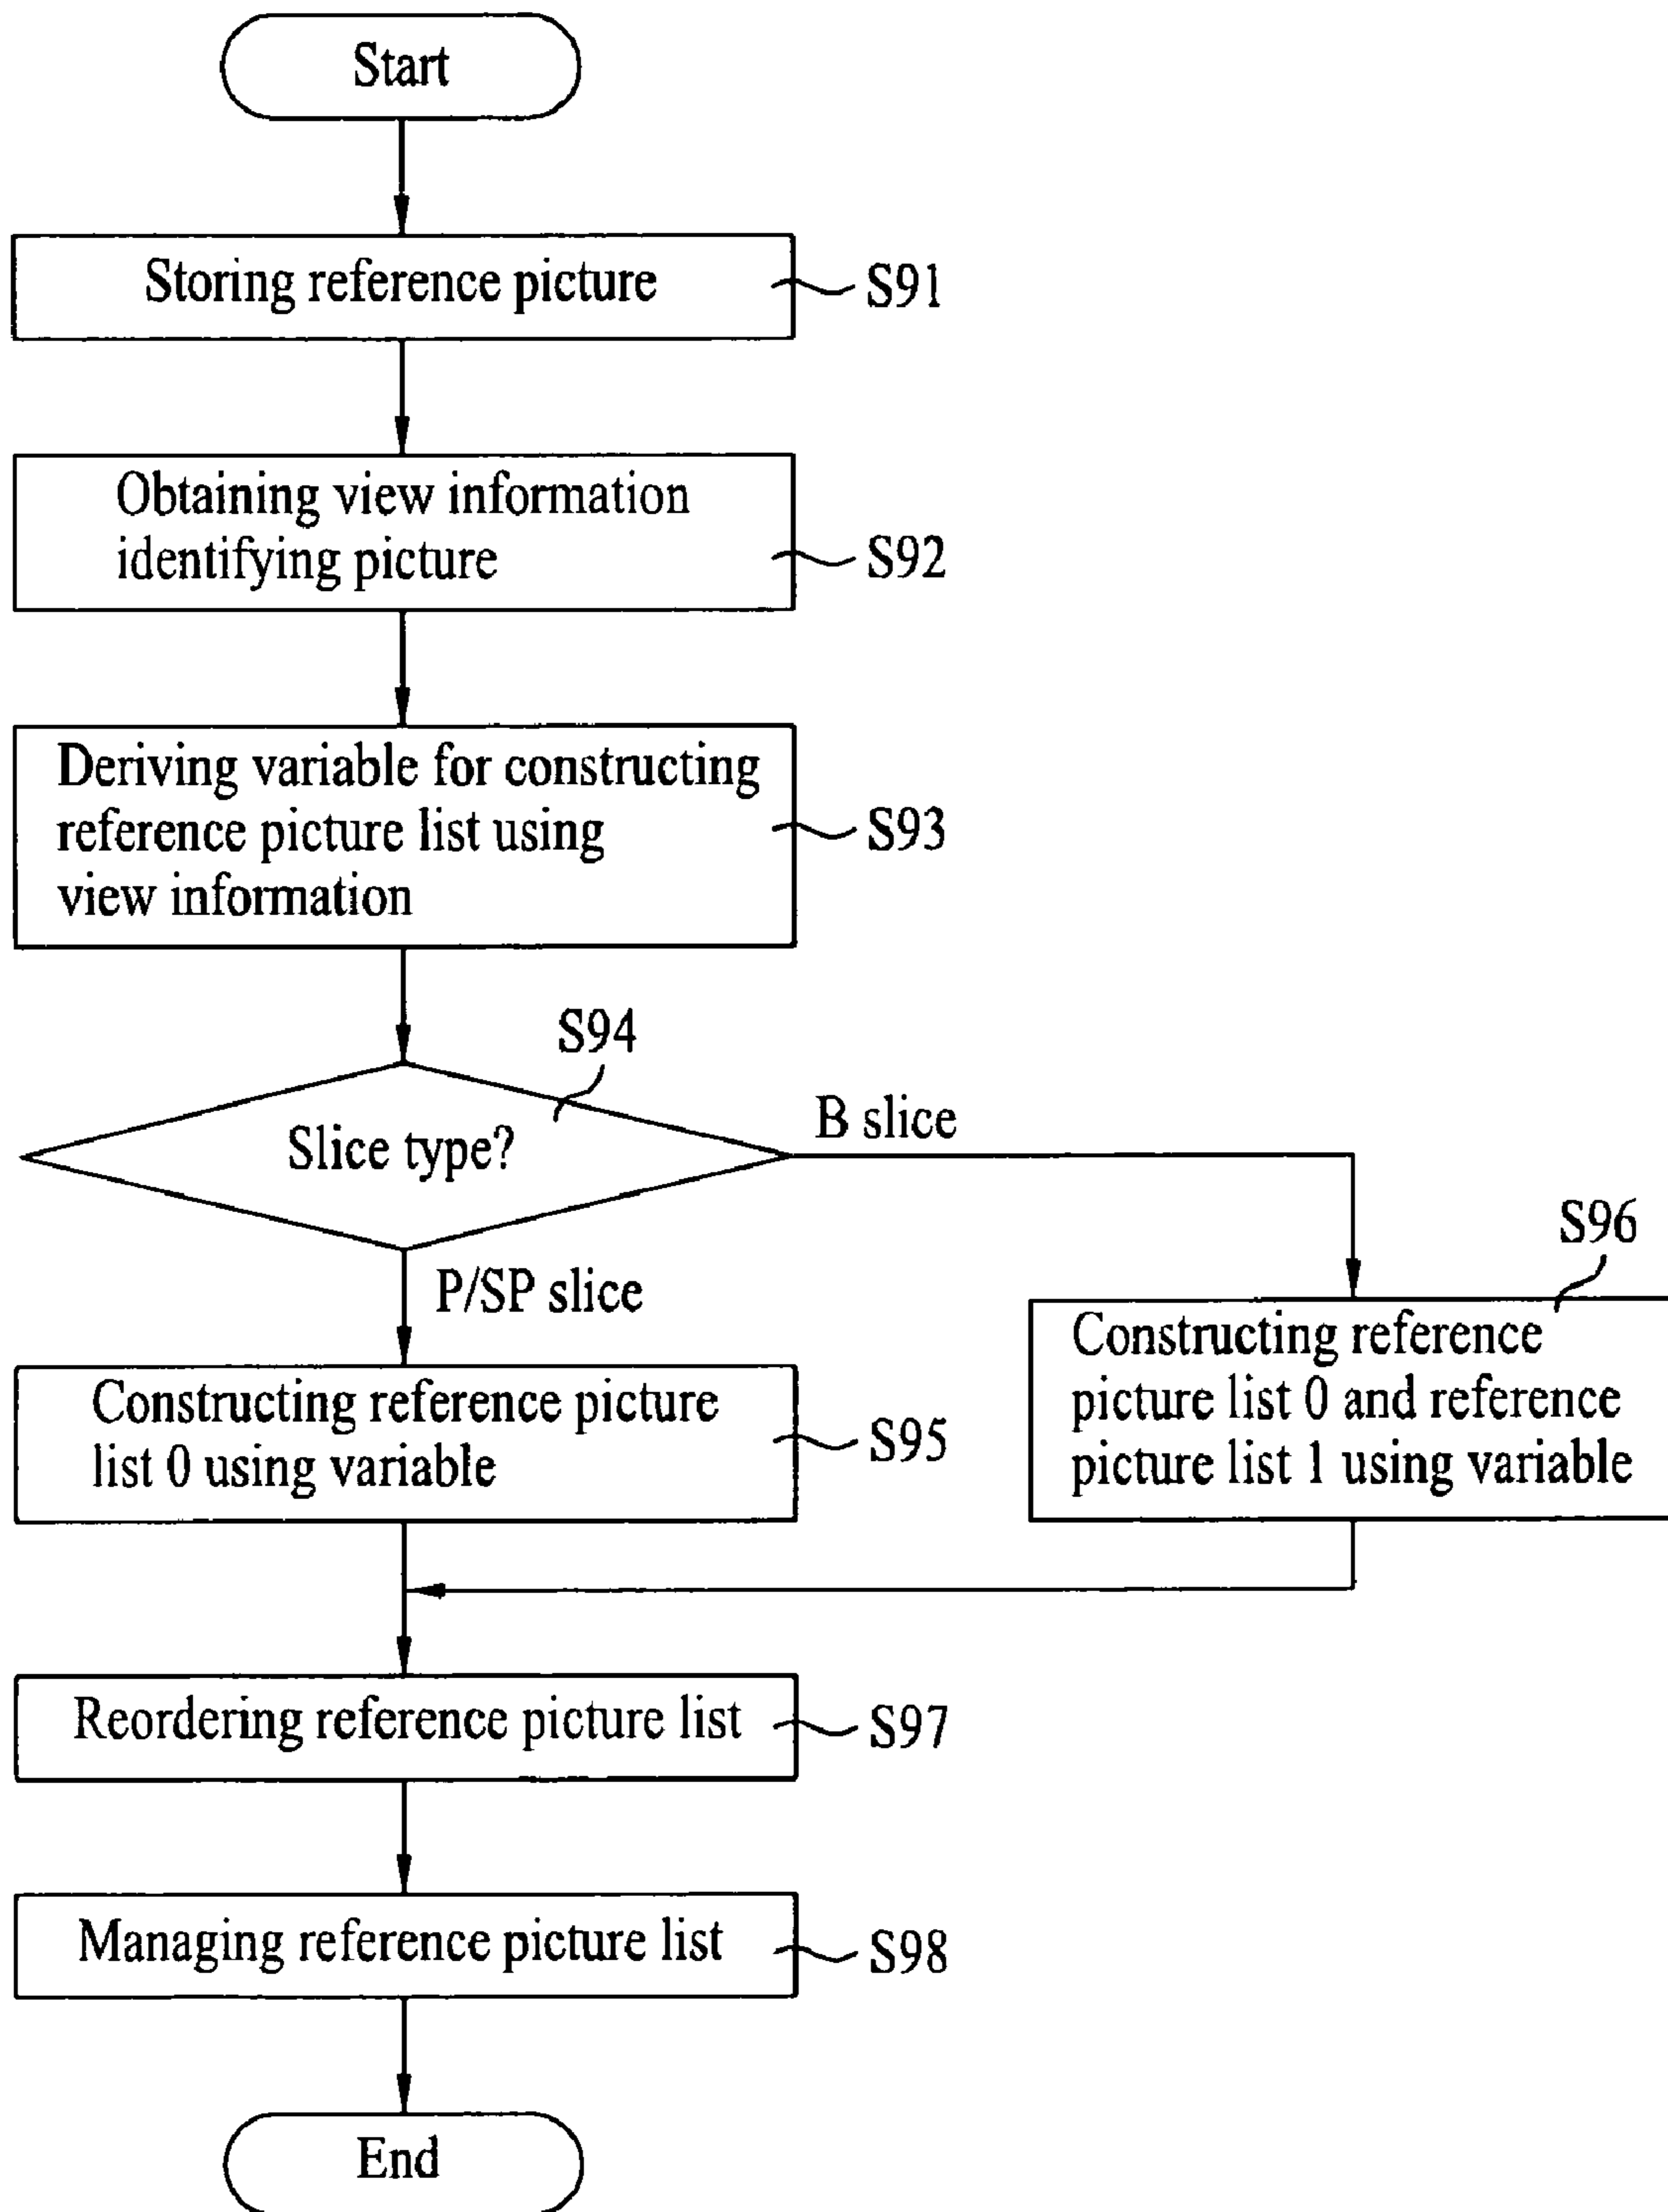 Start
Storing reference picture
S91
Obtaining view information
identifying picture
S92
Deriving variable for constructing
reference picture list using
view information
S93
S94
Slice type?
B slice
P/SP slice
S96
Constructing reference
picture list 0 and reference
picture list 1 using variable
Constructing reference picture
list 0 using variable
S95
Reordering reference picture list
S97
Managing reference picture list
S98
End